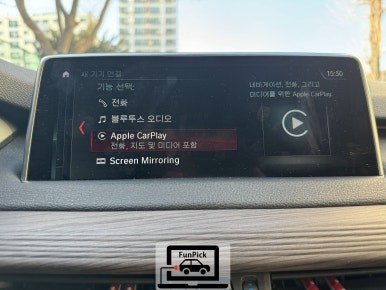 새 기기 연결:
15:50
기능 선택:
전화
블루투스 오디오
Apple CarPlay
전화, 지도 및 미디어 포함
Screen Mirroring
내비게이션, 전화, 그리고
미디어를 위한 Apple CarPlay.
FunPick